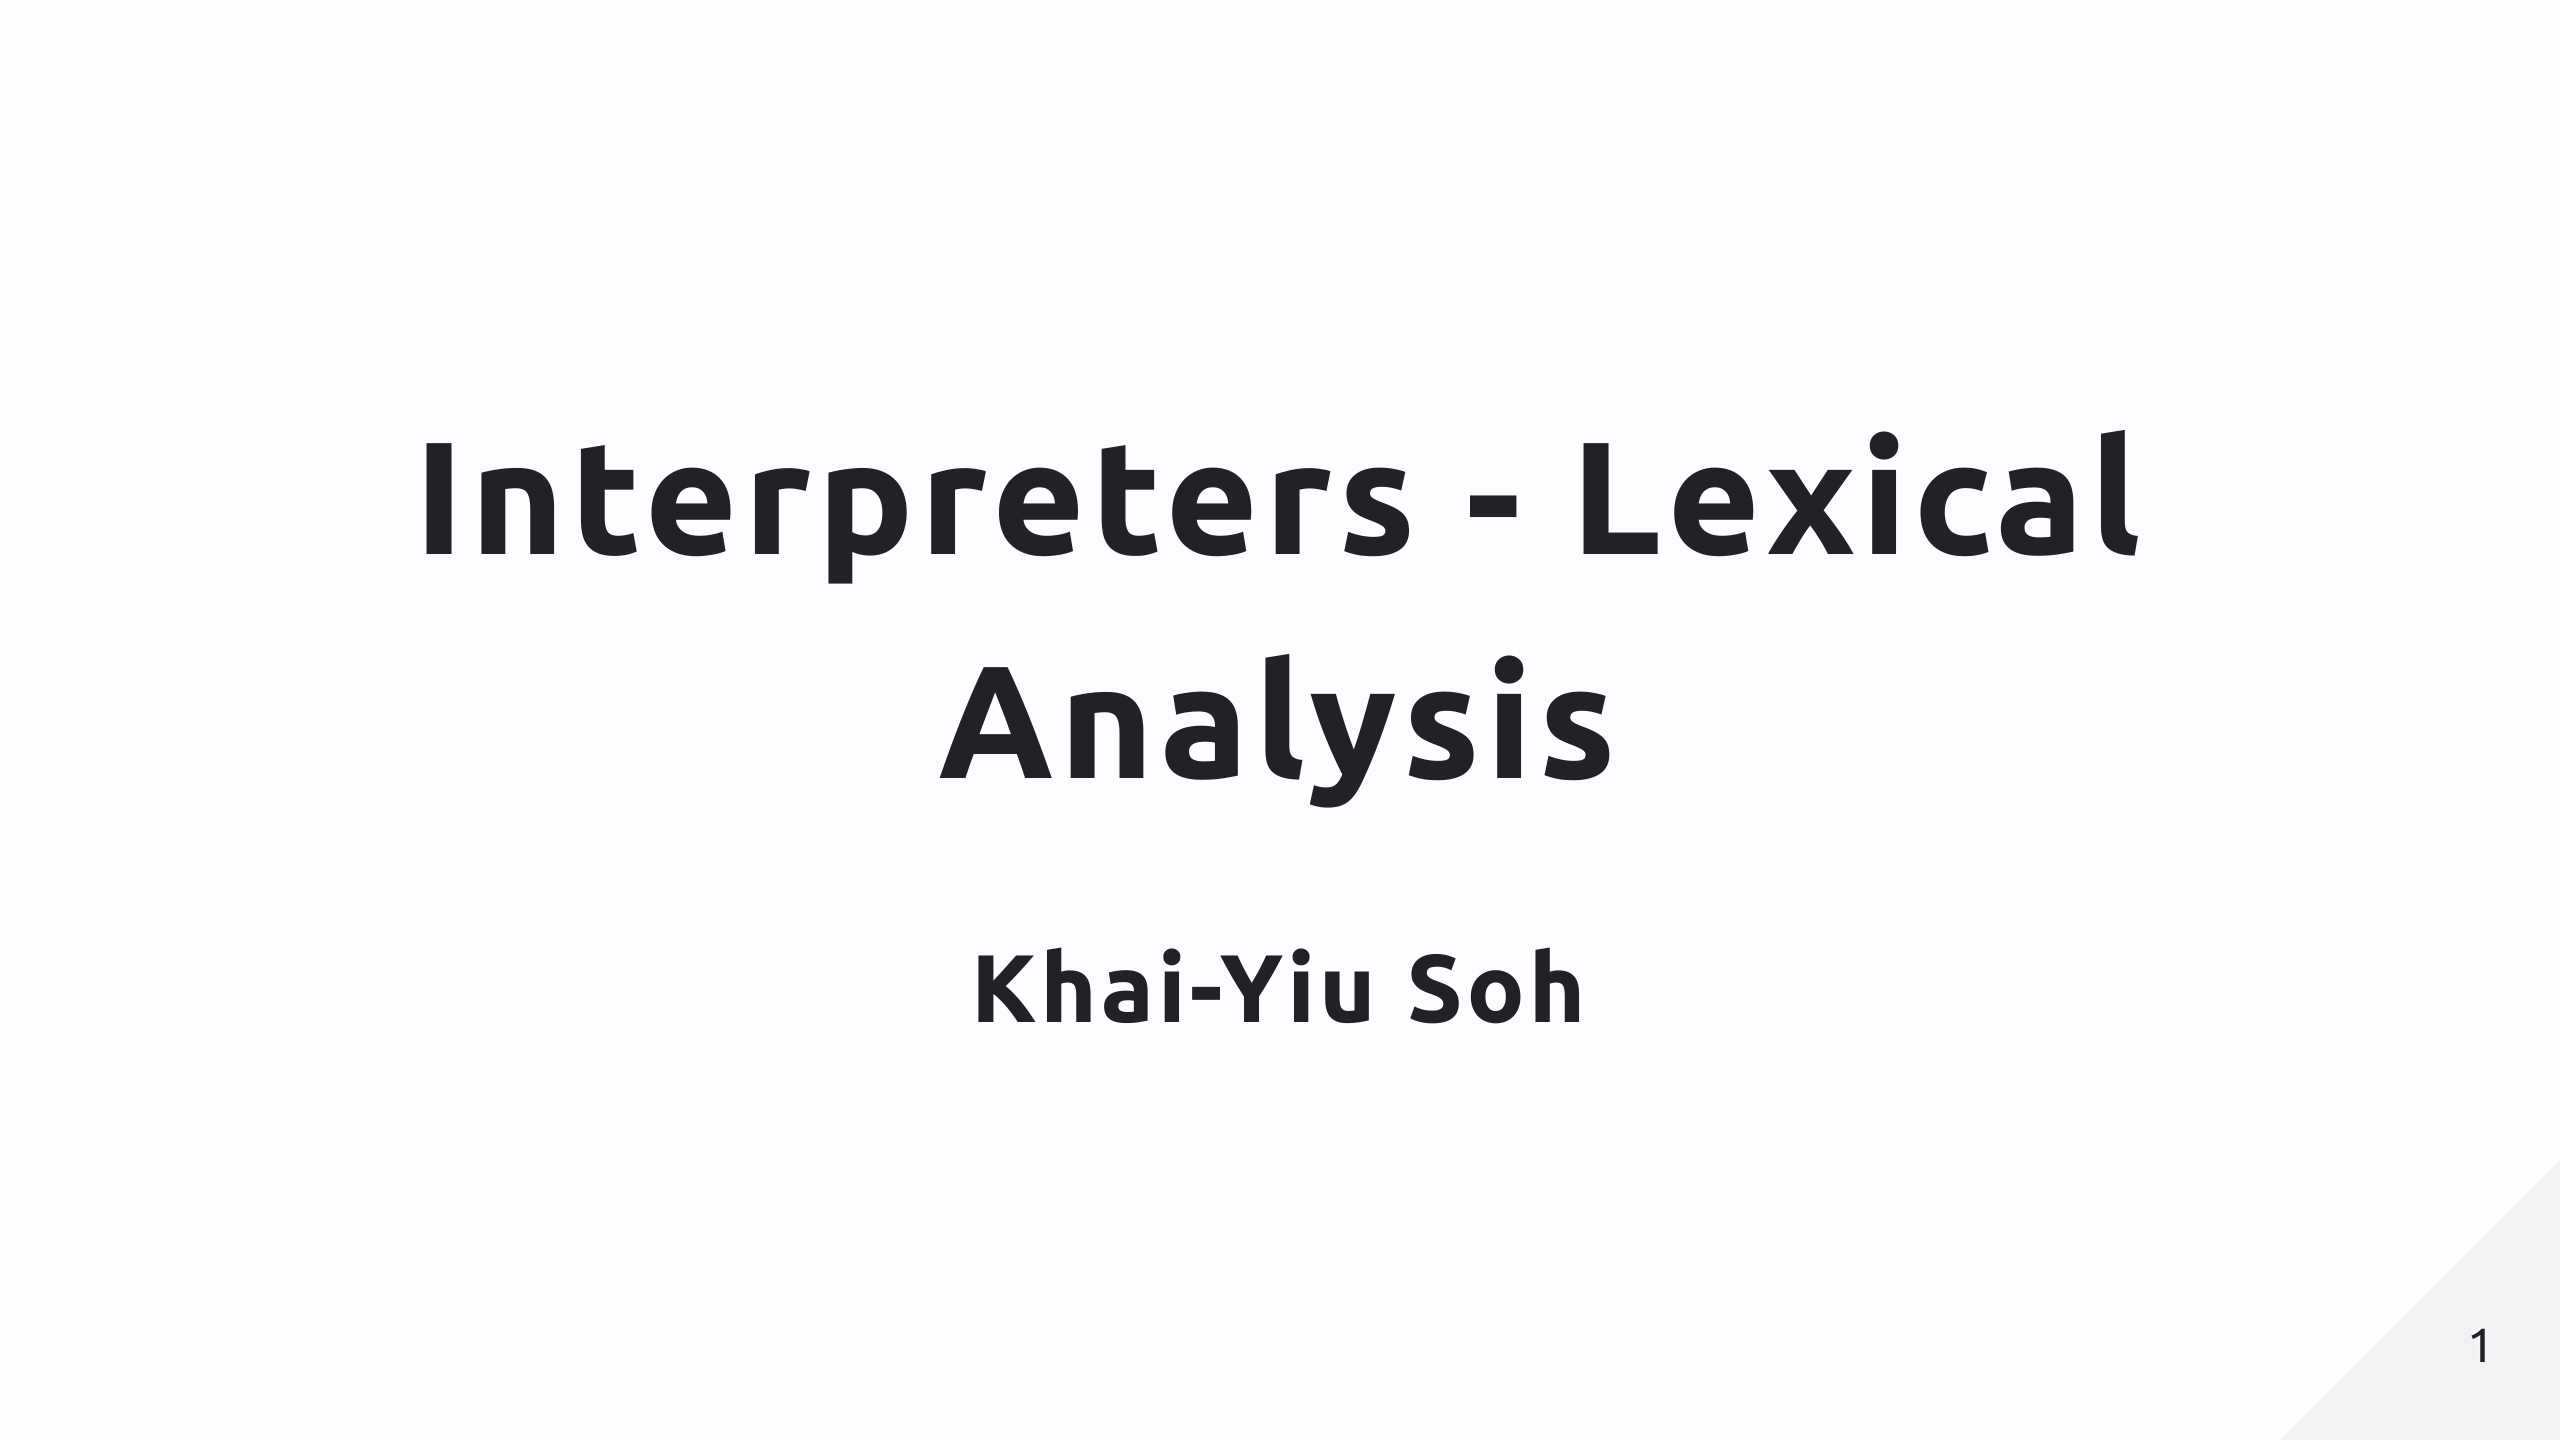 Interpreters - Lexical
Analysis
Khai-Yiu Soh
1